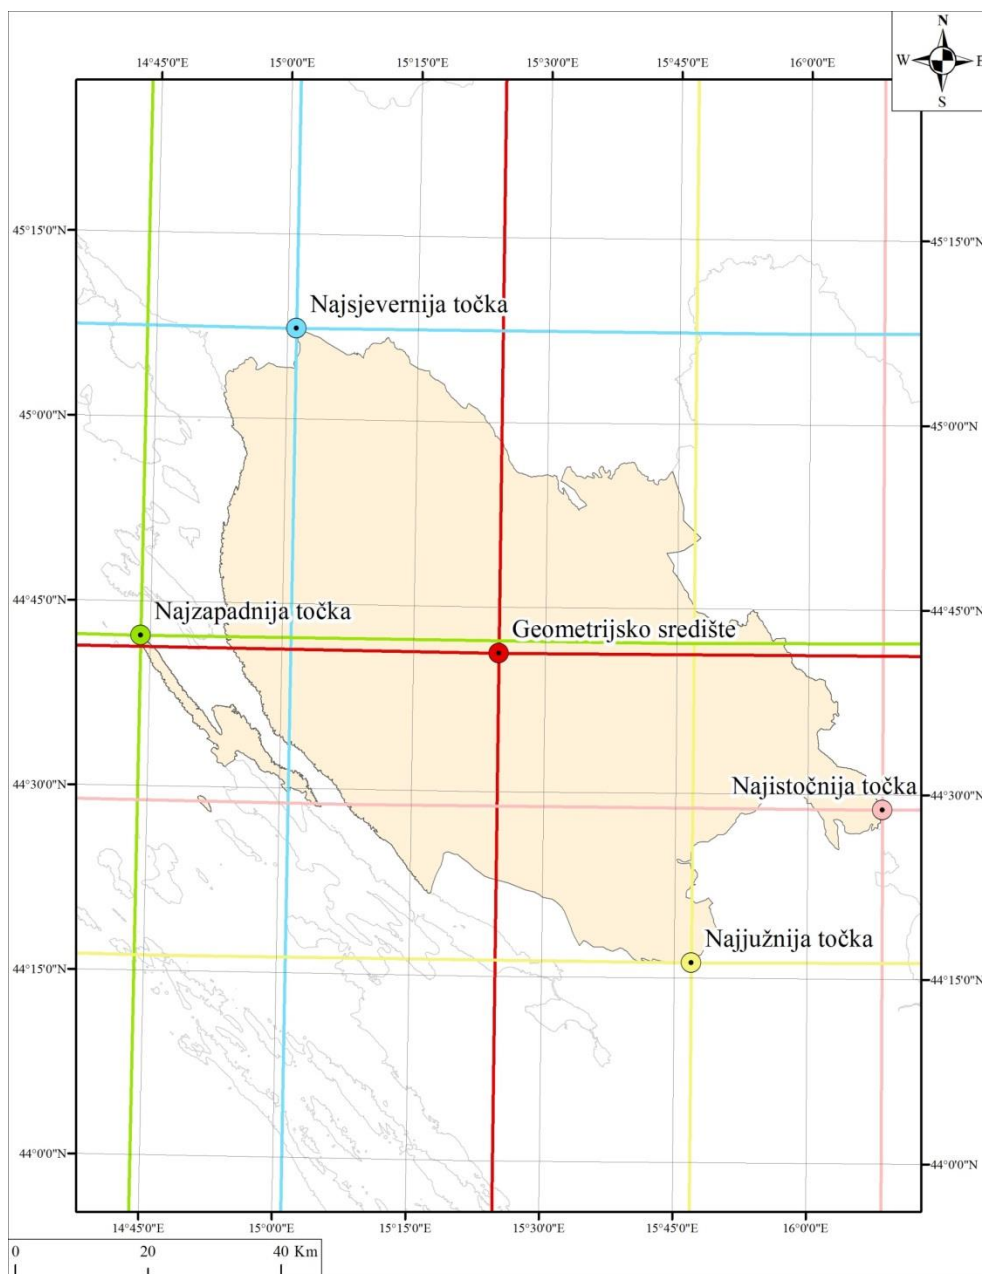 N
W E
S
14°45'0"E 15°0'0"E 15°15'0"E 15°30'0"E 15°45'0"E 16°0'0"E
45°15'0"N 45°15'0"N
Najsjevernija točka
45°0'0"N 45°0'0"N
44°45'0"N 44°45'0"N
Najzapadnija točka
Geometrijsko središte
44°30'0"N 44°30'0"N
Najistočnija točka
Najjužnija točka
44°15'0"N 44°15'0"N
44°0'0"N 44°0'0"N
14°45'0"E 15°0'0"E 15°15'0"E 15°30'0"E 15°45'0"E 16°0'0"E
0 20 40 Km